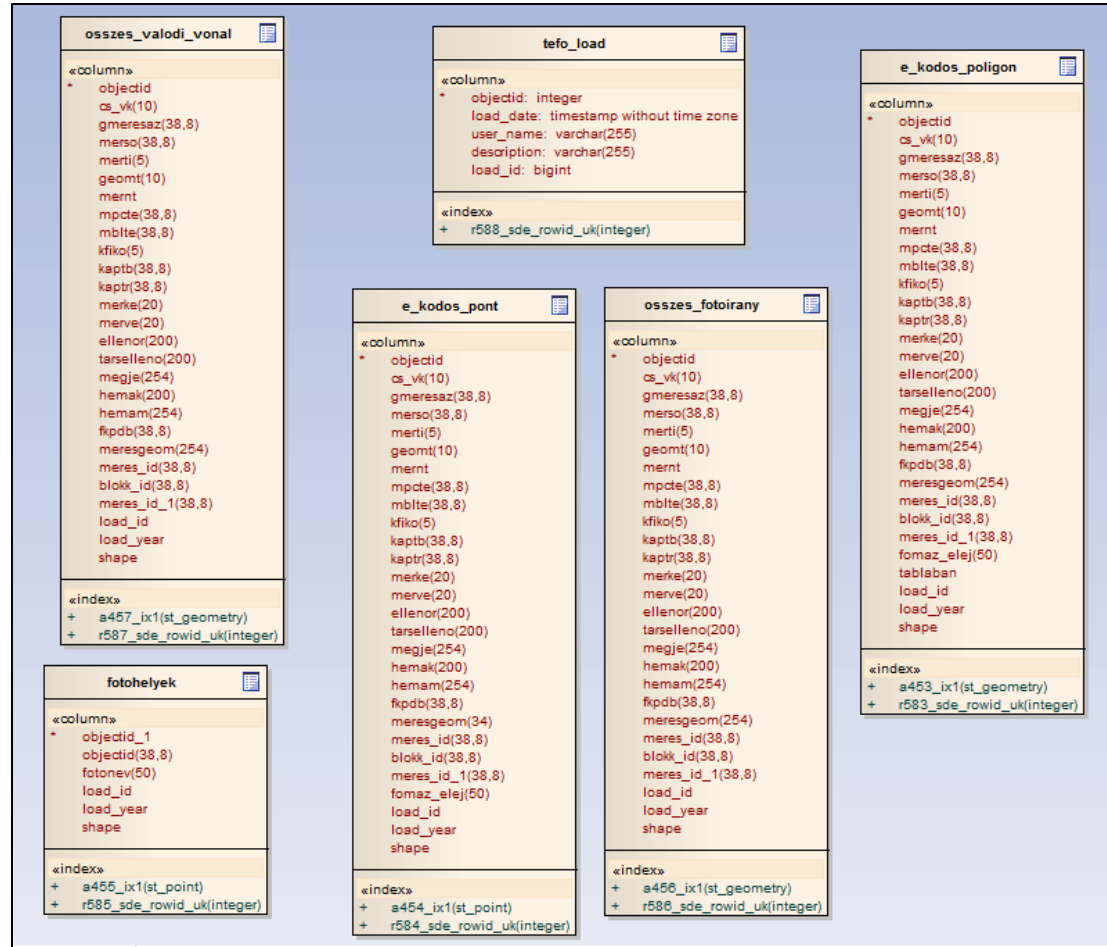 osszes_valodi_vonal
«column»
* objectid
cs_vk(10)
gmeresaz(38,8)
merso(38,8)
merti(5)
geomt(10)
mernt
mpcte(38,8)
mblte(38,8)
kfiko(5)
kaptb(38,8)
kaptr(38,8)
merke(20)
merve(20)
ellenor(200)
tarselleno(200)
megje(254)
hemak(200)
hemam(254)
fkpdb(38,8)
meresgeom(254)
meres_id(38,8)
blokk_id(38,8)
meres_id_1(38,8)
load_id
load_year
shape
«index»
+ a457_ix1(st_geometry)
+ r587_sde_rowid_uk(integer)
tefo_load
«column»
* objectid: integer
load_date: timestamp without time zone
user_name: varchar(255)
description: varchar(255)
load_id: bigint
«index»
+ r588_sde_rowid_uk(integer)
e_kodos_poligon
«column»
* objectid
cs_vk(10)
gmeresaz(38,8)
merso(38,8)
merti(5)
geomt(10)
mernt
mpcte(38,8)
mblte(38,8)
kfiko(5)
kaptb(38,8)
kaptr(38,8)
merke(20)
merve(20)
ellenor(200)
tarselleno(200)
megje(254)
hemak(200)
hemam(254)
fkpdb(38,8)
meresgeom(254)
meres_id(38,8)
blokk_id(38,8)
meres_id_1(38,8)
fomaz_elej(50)
tablaban
load_id
load_year
shape
«index»
+ a453_ix1(st_geometry)
+ r583_sde_rowid_uk(integer)
e_kodos_pont
«column»
* objectid
cs_vk(10)
gmeresaz(38,8)
merso(38,8)
merti(5)
geomt(10)
mernt
mpcte(38,8)
mblte(38,8)
kfiko(5)
kaptb(38,8)
kaptr(38,8)
merke(20)
merve(20)
ellenor(200)
tarselleno(200)
megje(254)
hemak(200)
hemam(254)
fkpdb(38,8)
meresgeom(34)
meres_id(38,8)
blokk_id(38,8)
meres_id_1(38,8)
fomaz_elej(50)
load_id
load_year
shape
«index»
+ a454_ix1(st_point)
+ r584_sde_rowid_uk(integer)
osszes_fotoirany
«column»
* objectid
cs_vk(10)
gmeresaz(38,8)
merso(38,8)
merti(5)
geomt(10)
mernt
mpcte(38,8)
mblte(38,8)
kfiko(5)
kaptb(38,8)
kaptr(38,8)
merke(20)
merve(20)
ellenor(200)
tarselleno(200)
megje(254)
hemak(200)
hemam(254)
fkpdb(38,8)
meresgeom(254)
meres_id(38,8)
blokk_id(38,8)
meres_id_1(38,8)
load_id
load_year
shape
«index»
+ a456_ix1(st_geometry)
+ r586_sde_rowid_uk(integer)
fotohelyek
«column»
* objectid_1
objectid(38,8)
fotonev(50)
load_id
load_year
shape
«index»
+ a455_ix1(st_point)
+ r585_sde_rowid_uk(integer)